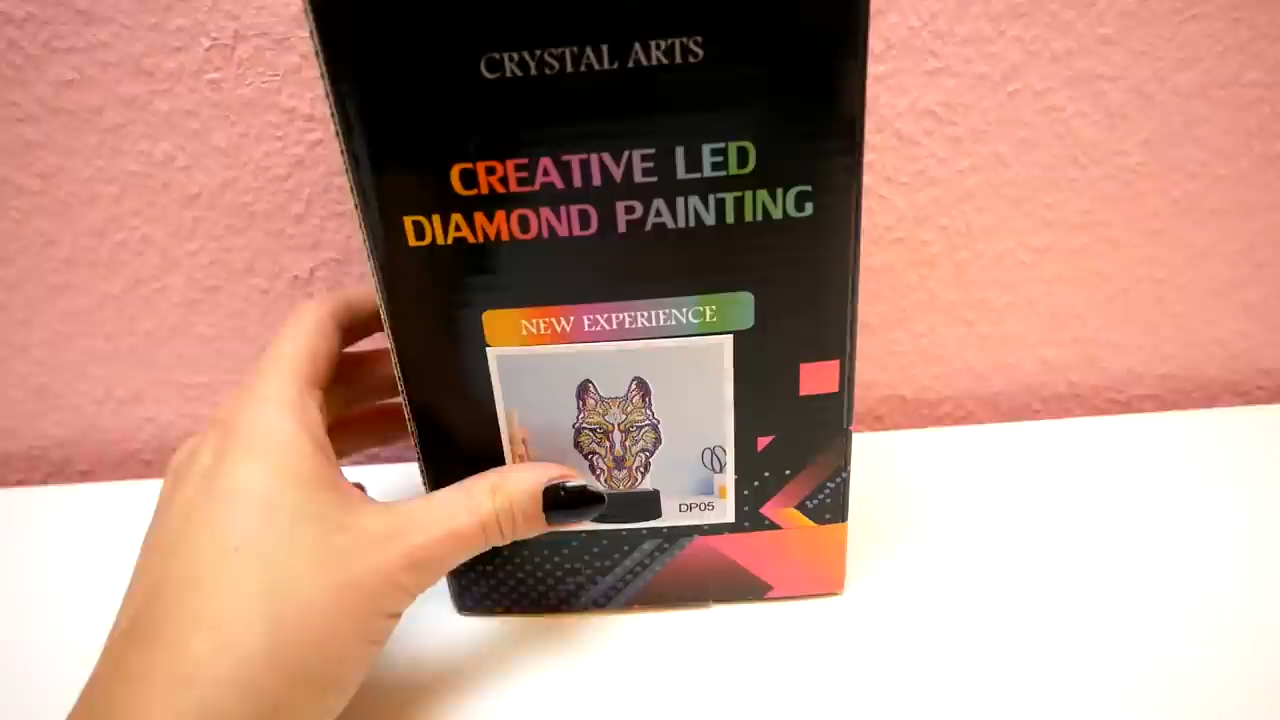 CRYSTAL ARTS
CREATIVE LED
DIAMOND PAINTING
NEW EXPERIENCE
DP05